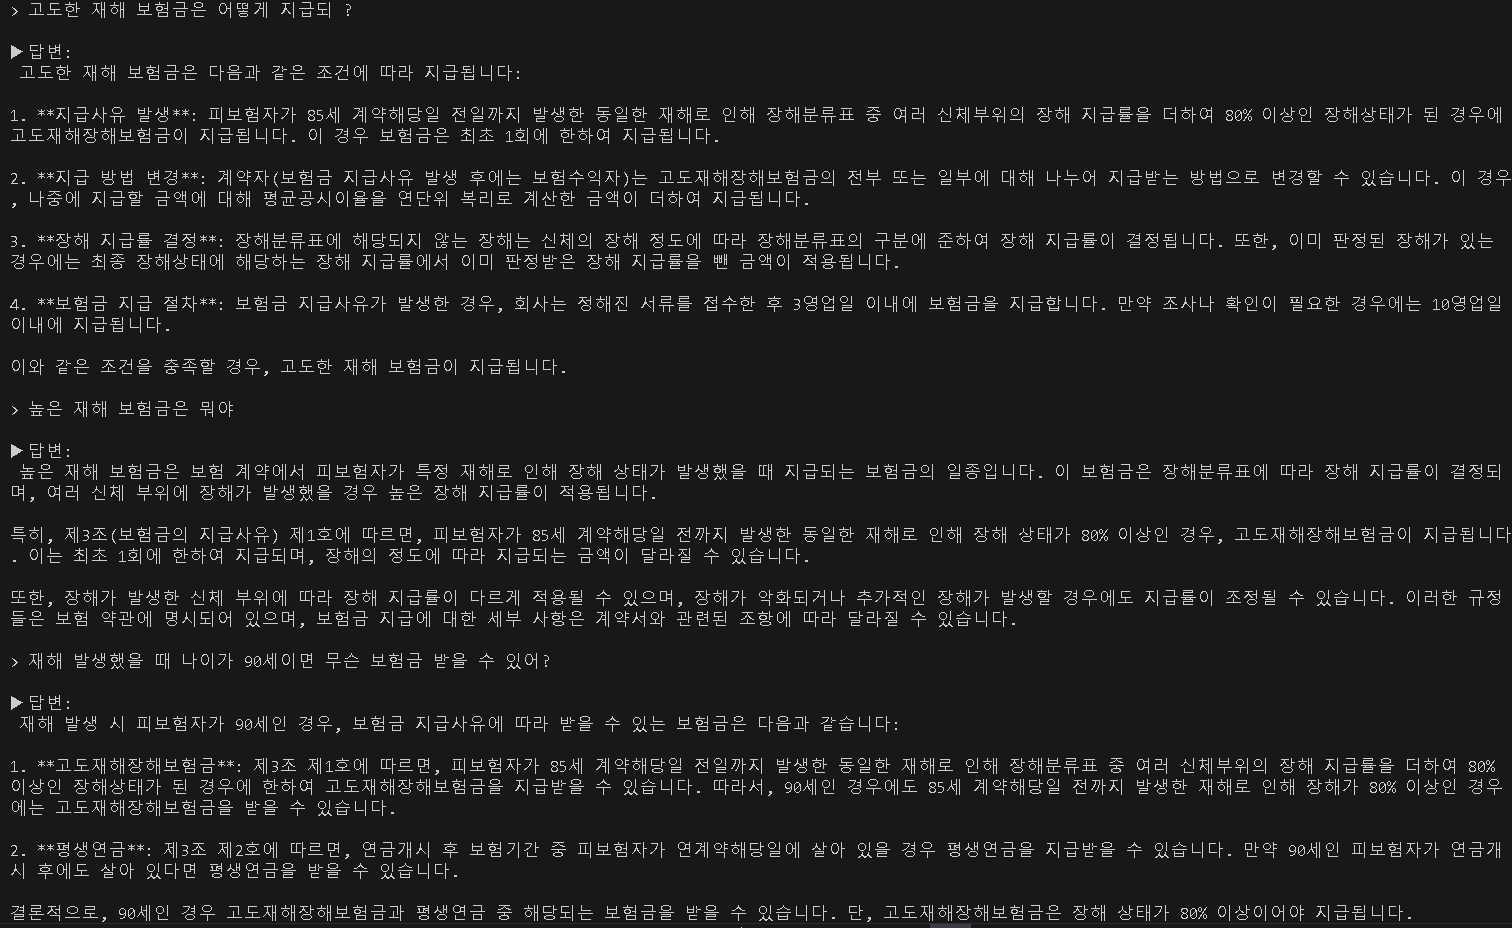 > 고도한 재해 보험금은 어떻게 지급되 ?
▶ 답변:
고도한 재해 보험금은 다음과 같은 조건에 따라 지급됩니다:
1. **지급사유 발생**: 피보험자가 85세 계약해당일 전일까지 발생한 동일한 재해로 인해 장해분류표 중 여러 신체부위의 장해 지급률을 더하여 80% 이상인 장해상태가 된 경우에
고도재해장해보험금이 지급됩니다. 이 경우 보험금은 최초 1회에 한하여 지급됩니다.
2. **지급 방법 변경**: 계약자(보험금 지급사유 발생 후에는 보험수익자)는 고도재해장해보험금의 전부 또는 일부에 대해 나누어 지급받는 방법으로 변경할 수 있습니다. 이 경우
, 나중에 지급할 금액에 대해 평균공시이율을 연단위 복리로 계산한 금액이 더하여 지급됩니다.
3. **장해 지급률 결정**: 장해분류표에 해당되지 않는 장해는 신체의 장해 정도에 따라 장해분류표의 구분에 준하여 장해 지급률이 결정됩니다. 또한, 이미 판정된 장해가 있는
경우에는 최종 장해상태에 해당하는 장해 지급률에서 이미 판정받은 장해 지급률을 뺀 금액이 적용됩니다.
4. **보험금 지급 절차**: 보험금 지급사유가 발생한 경우, 회사는 정해진 서류를 접수한 후 3영업일 이내에 보험금을 지급합니다. 만약 조사나 확인이 필요한 경우에는 10영업일
이내에 지급됩니다.
이와 같은 조건을 충족할 경우, 고도한 재해 보험금이 지급됩니다.
> 높은 재해 보험금은 뭐야
▶ 답변:
높은 재해 보험금은 보험 계약에서 피보험자가 특정 재해로 인해 장해 상태가 발생했을 때 지급되는 보험금의 일종입니다. 이 보험금은 장해분류표에 따라 장해 지급률이 결정되
며, 여러 신체 부위에 장해가 발생했을 경우 높은 장해 지급률이 적용됩니다.
특히, 제3조(보험금의 지급사유) 제1호에 따르면, 피보험자가 85세 계약해당일 전까지 발생한 동일한 재해로 인해 장해 상태가 80% 이상인 경우, 고도재해장해보험금이 지급됩니다
. 이는 최초 1회에 한하여 지급되며, 장해의 정도에 따라 지급되는 금액이 달라질 수 있습니다.
또한, 장해가 발생한 신체 부위에 따라 장해 지급률이 다르게 적용될 수 있으며, 장해가 악화되거나 추가적인 장해가 발생할 경우에도 지급률이 조정될 수 있습니다. 이러한 규정
들은 보험 약관에 명시되어 있으며, 보험금 지급에 대한 세부 사항은 계약서와 관련된 조항에 따라 달라질 수 있습니다.
> 재해 발생했을 때 나이가 90세이면 무슨 보험금 받을 수 있어?
▶ 답변:
재해 발생 시 피보험자가 90세인 경우, 보험금 지급사유에 따라 받을 수 있는 보험금은 다음과 같습니다:
1. **고도재해장해보험금**: 제3조 제1호에 따르면, 피보험자가 85세 계약해당일 전일까지 발생한 동일한 재해로 인해 장해분류표 중 여러 신체부위의 장해 지급률을 더하여 80%
이상인 장해상태가 된 경우에 한하여 고도재해장해보험금을 지급받을 수 있습니다. 따라서, 90세인 경우에도 85세 계약해당일 전까지 발생한 재해로 인해 장해가 80% 이상인 경우
에는 고도재해장해보험금을 받을 수 있습니다.
2. **평생연금**: 제3조 제2호에 따르면, 연금개시 후 보험기간 중 피보험자가 연계약해당일에 살아 있을 경우 평생연금을 지급받을 수 있습니다. 만약 90세인 피보험자가 연금개
시 후에도 살아 있다면 평생연금을 받을 수 있습니다.
결론적으로, 90세인 경우 고도재해장해보험금과 평생연금 중 해당되는 보험금을 받을 수 있습니다. 단, 고도재해장해보험금은 장해 상태가 80% 이상이어야 지급됩니다.